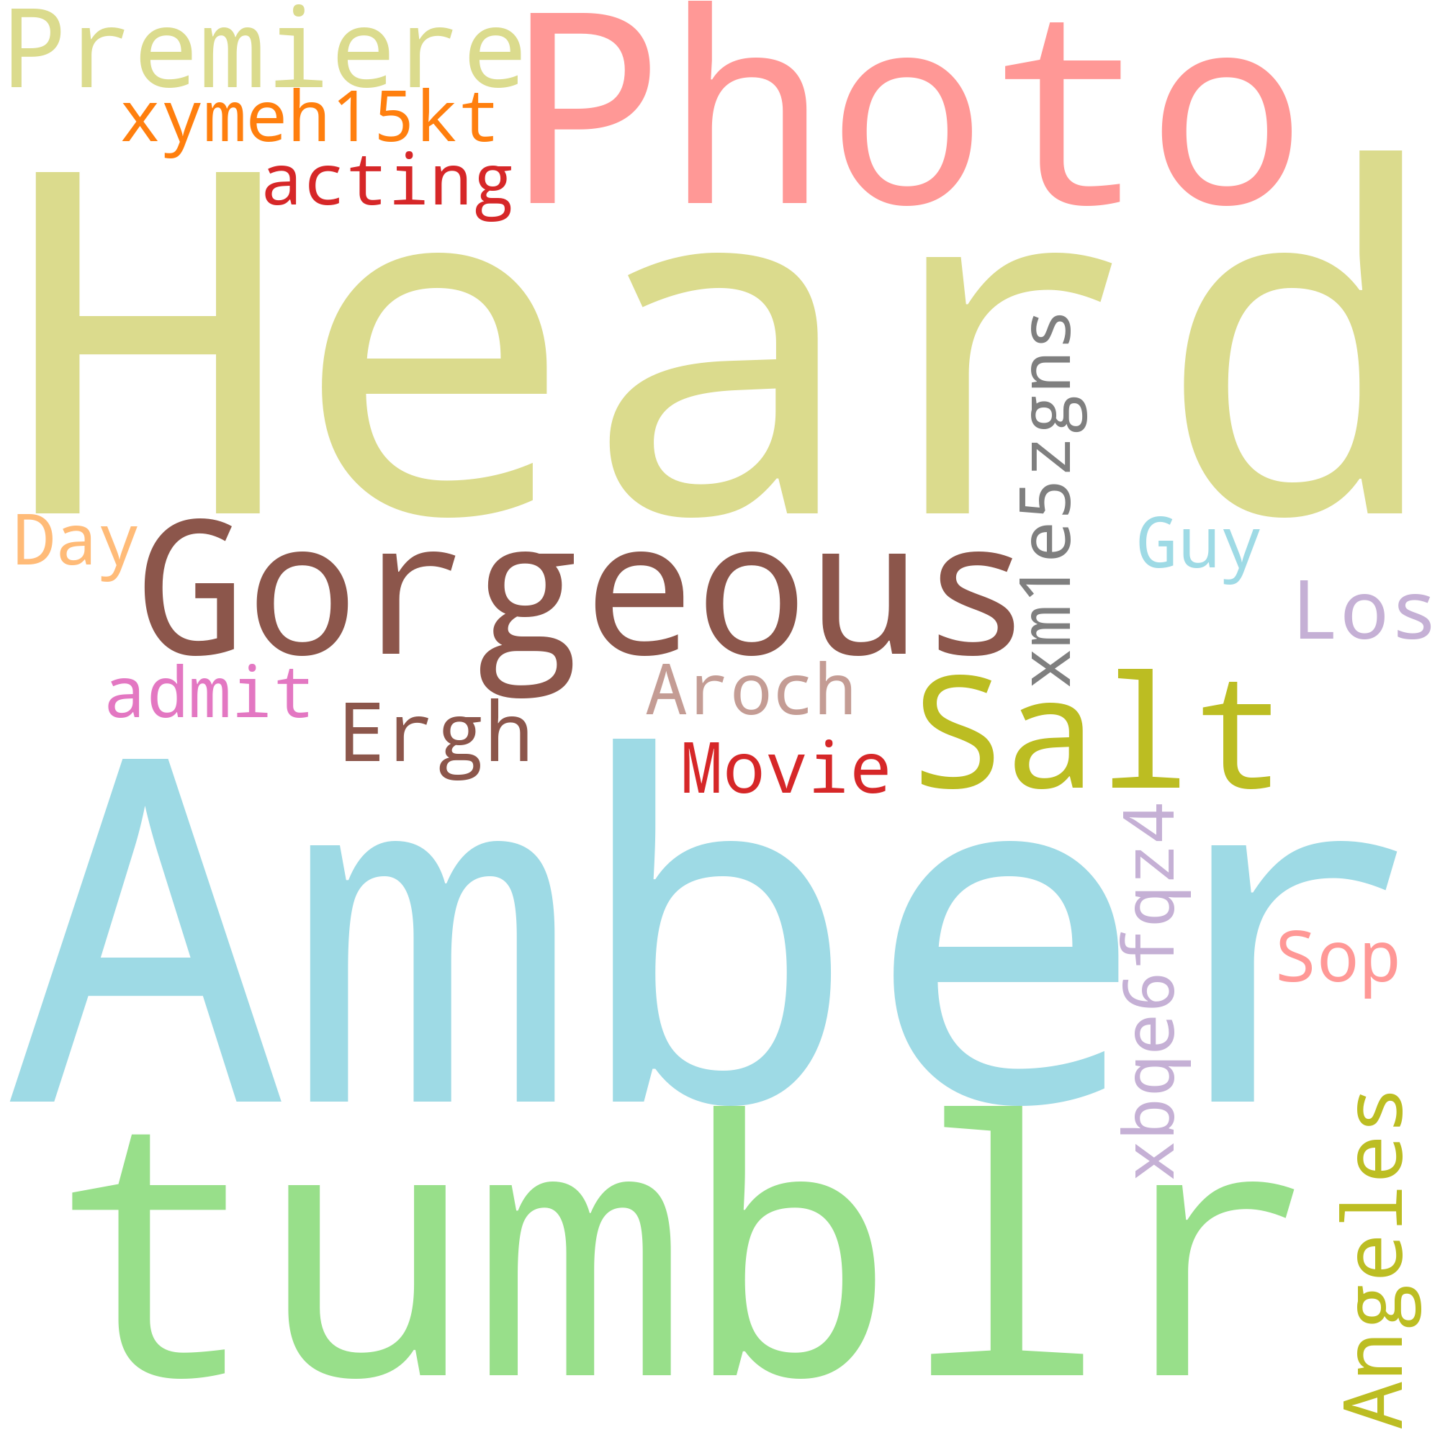 Premiere
Photo
xymeh15kt
acting
Heard
xm1e5zgns
Day
Gorgeous
Guy
Los
admit
Ergh
Aroch
Movie
Salt
Amber
xbqe6fqz4
Sop
tumblr
Angeles